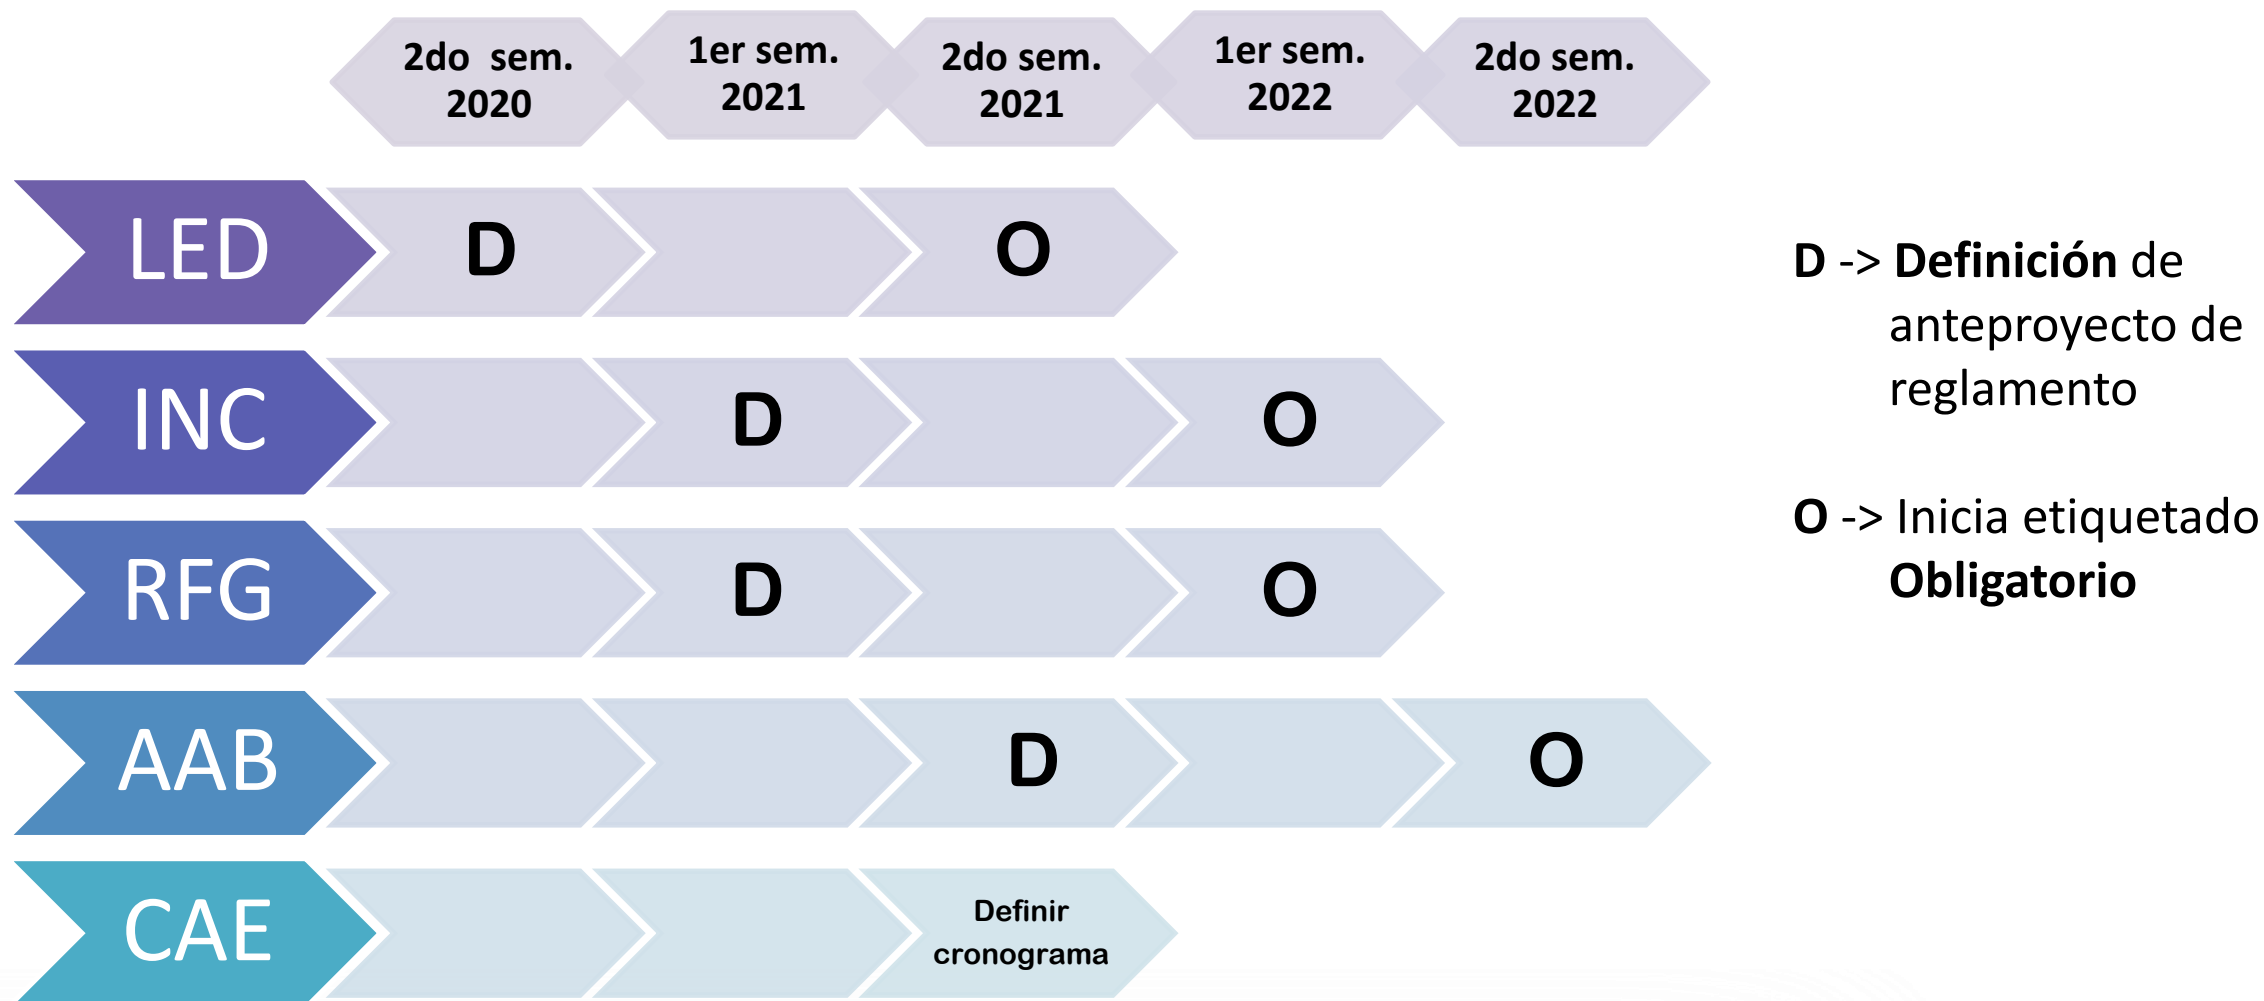 2do sem.
2020
1er sem.
2021
2do sem.
2021
1er sem.
2022
2do sem.
2022
LED
D
O
INC
D
O
RFG
D
O
AAB
D
O
CAE
Definir
cronograma
D -> Definición de
anteproyecto de
reglamento
O -> Inicia etiquetado
Obligatorio